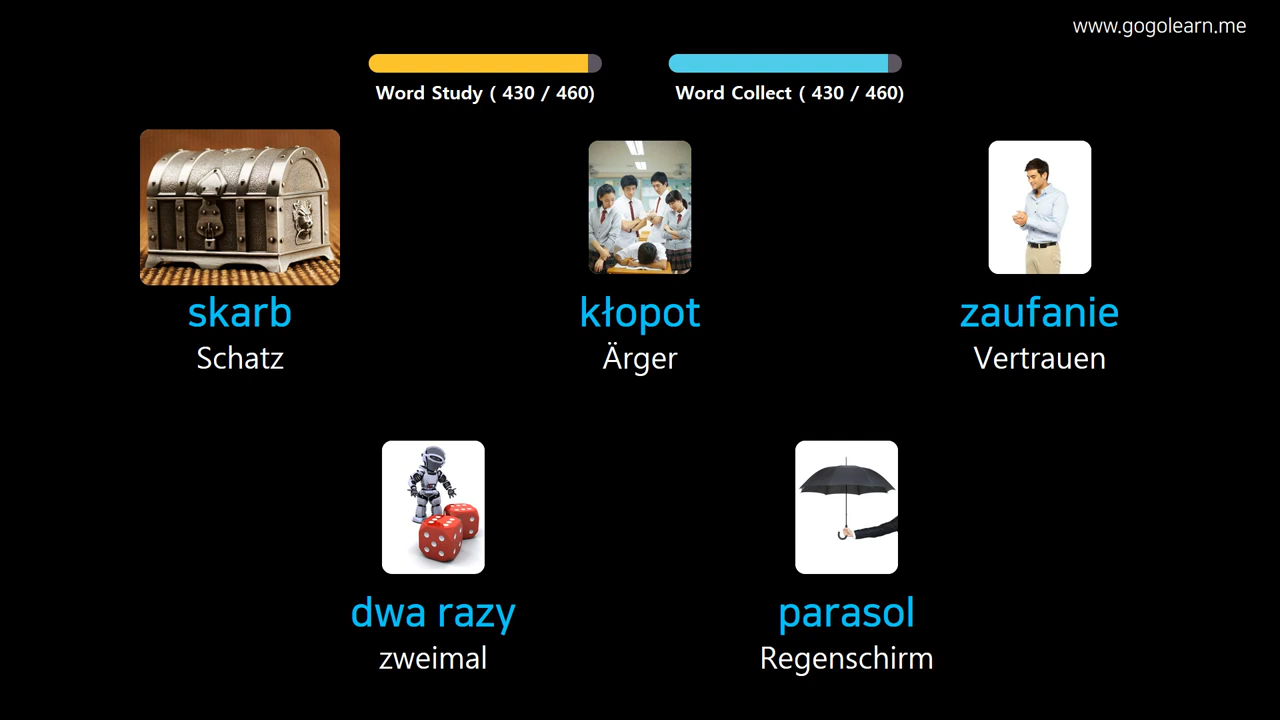 www.gogolearn.me
Word Study ( 430 / 460)
Word Collect ( 430 / 460)
skarb
Schatz
kłopot
Ärger
zaufanie
Vertrauen
dwa razy
zweimal
parasol
Regenschirm